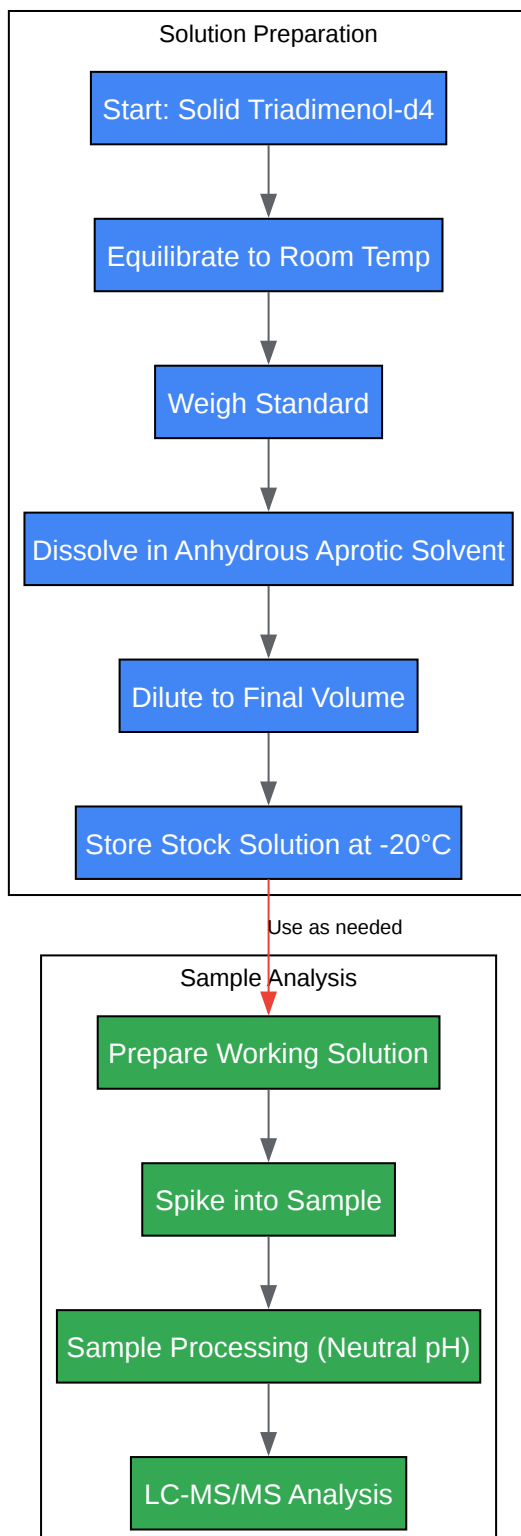 Solution Preparation
Start: Solid Triadimenol-d4
Equilibrate to Room Temp
Weigh Standard
Dissolve in Anhydrous Aprotic Solvent
Dilute to Final Volume
Store Stock Solution at -20°C
Use as needed
Sample Analysis
Prepare Working Solution
Spike into Sample
Sample Processing (Neutral pH)
LC-MS/MS Analysis